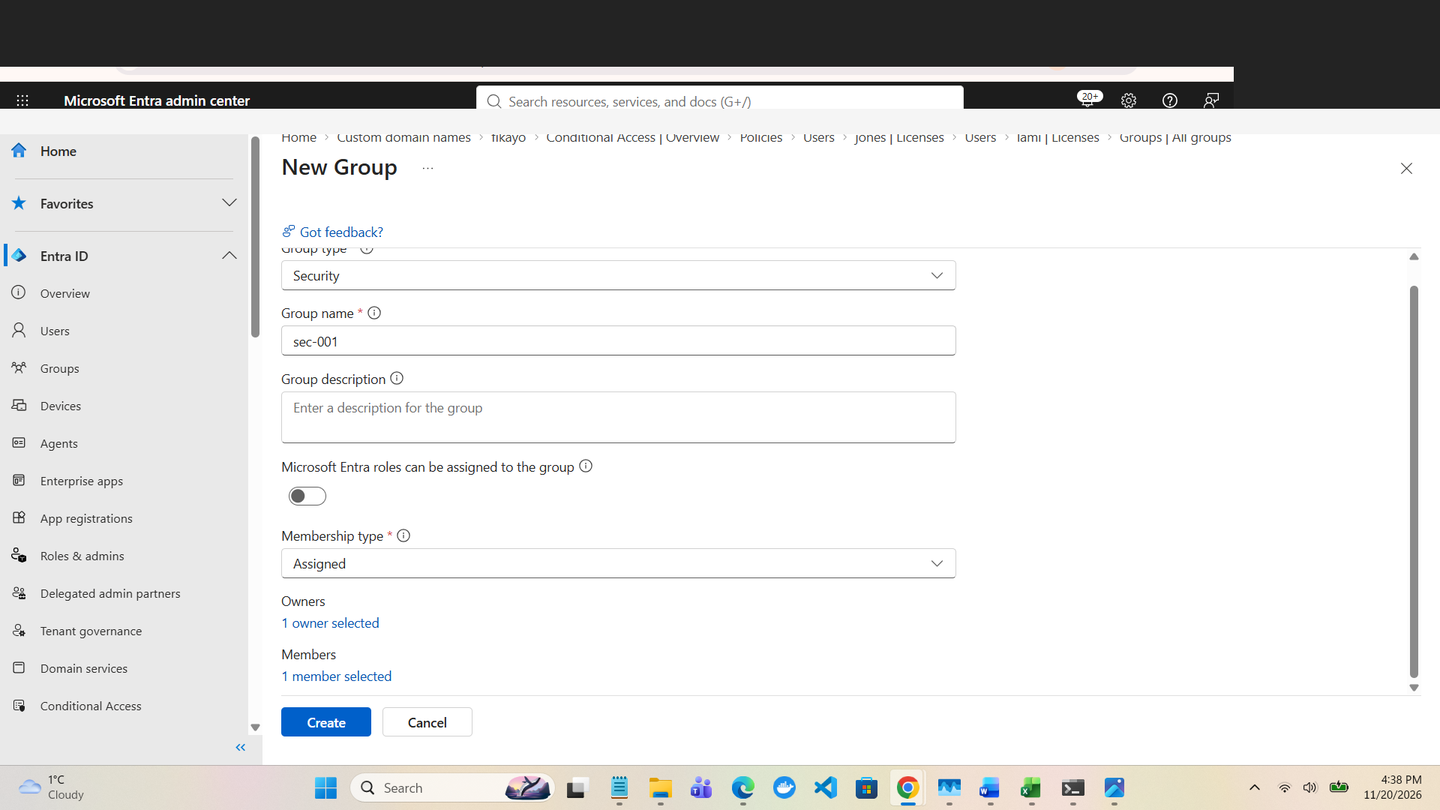 Microsoft Entra admin center
Search resources, services, and docs (G+/)
20+
Home > Custom domain names > fikayo > Conditional Access | Overview > Policies > Users > jones | Licenses > Users > lami | Licenses > Groups | All groups
New Group
...
Got feedback?
Group type
Security
Group name *
sec-001
Group description
Enter a description for the group
Microsoft Entra roles can be assigned to the group
Membership type *
Assigned
Owners
1 owner selected
Members
1 member selected
Create
Cancel
Home
Favorites
Entra ID
Overview
Users
Groups
Devices
Agents
Enterprise apps
App registrations
Roles & admins
Delegated admin partners
Tenant governance
Domain services
Conditional Access
1°C
Cloudy
Search
4:38 PM
11/20/2026